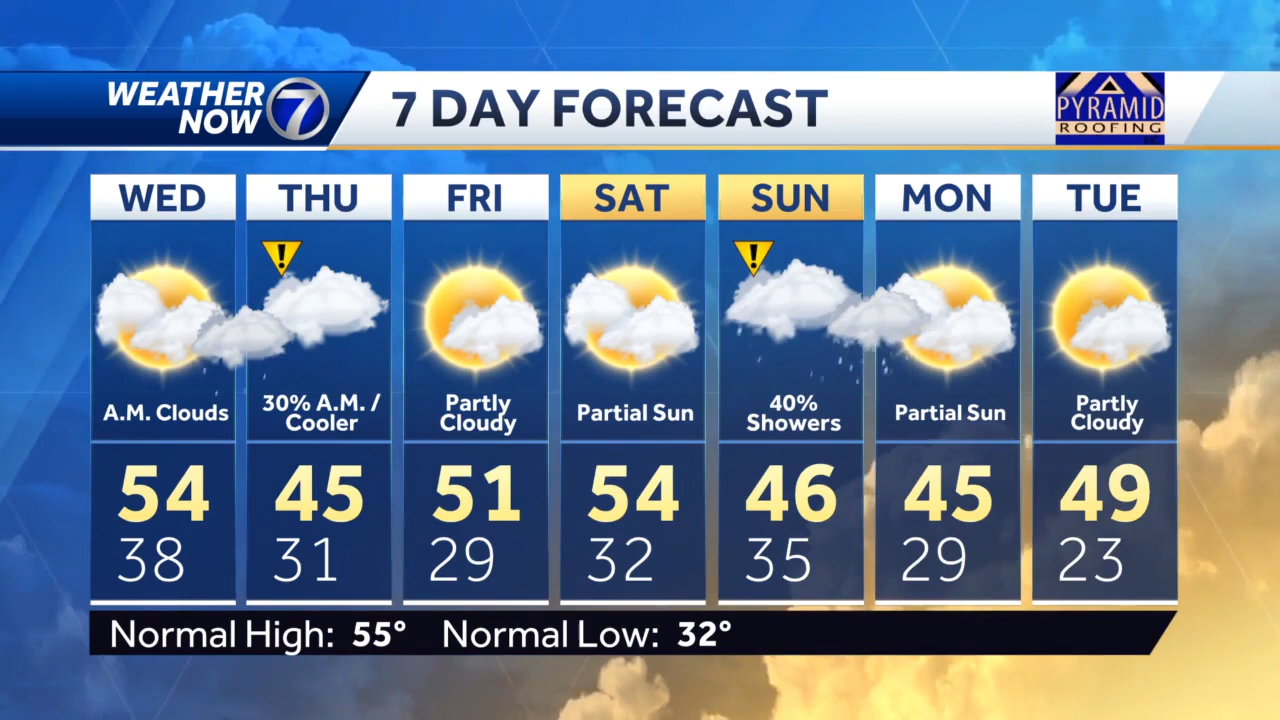 WEATHER
NOW 7
7 DAY FORECAST
PYRAMID
ROOFING
WED THU FRI SAT SUN MON TUE
! !
A.M. Clouds
30% A.M. /
Cooler
Partly
Cloudy
Partial Sun
40%
Showers
Partial Sun
Partly
Cloudy
54 45 51 54 46 45 49
38 31 29 32 35 29 23
Normal High: 55° Normal Low: 32°